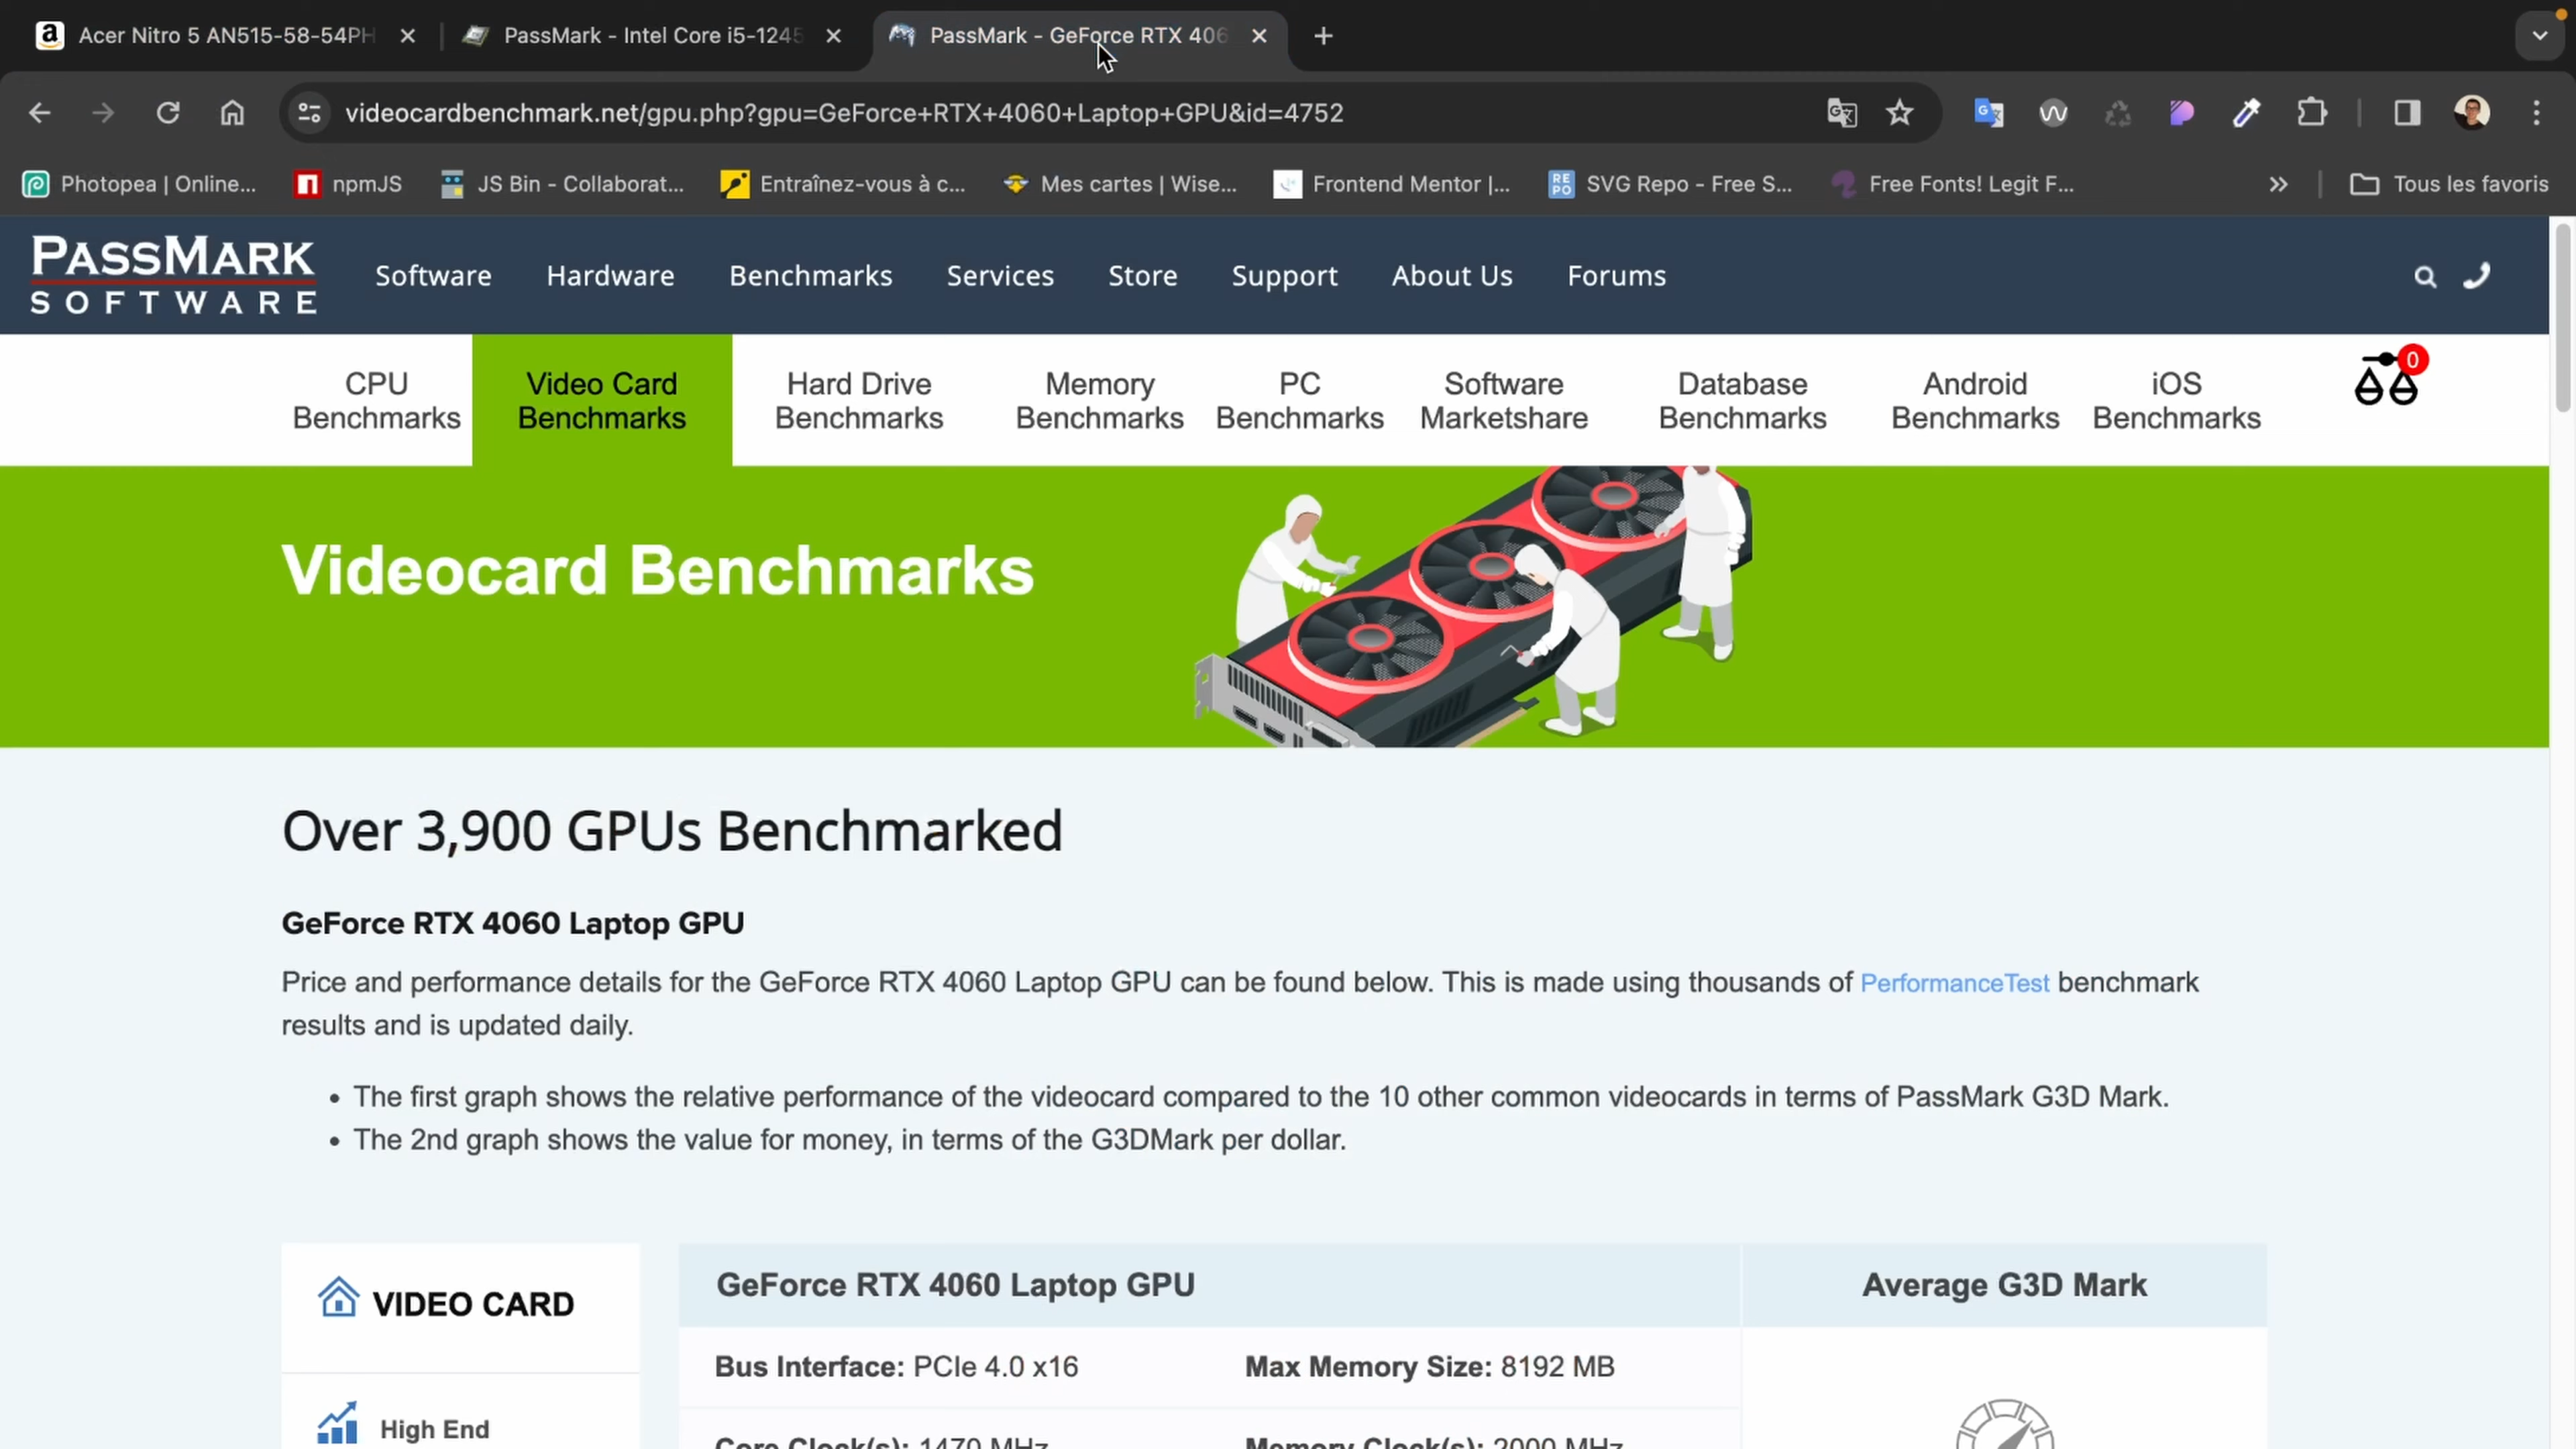 Acer Nitro 5 AN515-58-54PH
PassMark - Intel Core i5-1245
PassMark - GeForce RTX 406
videocardbenchmark.net/gpu.php?gpu=GeForce+RTX+4060+Laptop+GPU&id=4752
Photopea | Online...
npmJS
JS Bin - Collaborat...
Entraînez-vous à c...
Mes cartes | Wise...
Frontend Mentor |...
REPO
SVG Repo - Free S...
Free Fonts! Legit F...
Tous les favoris
PASSMARK
SOFTWARE
Software
Hardware
Benchmarks
Services
Store
Support
About Us
Forums
CPU
Benchmarks
Video Card
Benchmarks
Hard Drive
Benchmarks
Memory
Benchmarks
PC
Benchmarks
Software
Marketshare
Database
Benchmarks
Android
Benchmarks
iOS
Benchmarks
0
Videocard Benchmarks
Over 3,900 GPUs Benchmarked
GeForce RTX 4060 Laptop GPU
Price and performance details for the GeForce RTX 4060 Laptop GPU can be found below. This is made using thousands of PerformanceTest benchmark
results and is updated daily.
• The first graph shows the relative performance of the videocard compared to the 10 other common videocards in terms of PassMark G3D Mark.
• The 2nd graph shows the value for money, in terms of the G3DMark per dollar.
VIDEO CARD
High End
GeForce RTX 4060 Laptop GPU
Average G3D Mark
Bus Interface: PCIe 4.0 x16
Max Memory Size: 8192 MB
Core Clock(s): 1470 MHz
Memory Clock(s): 2000 MHz